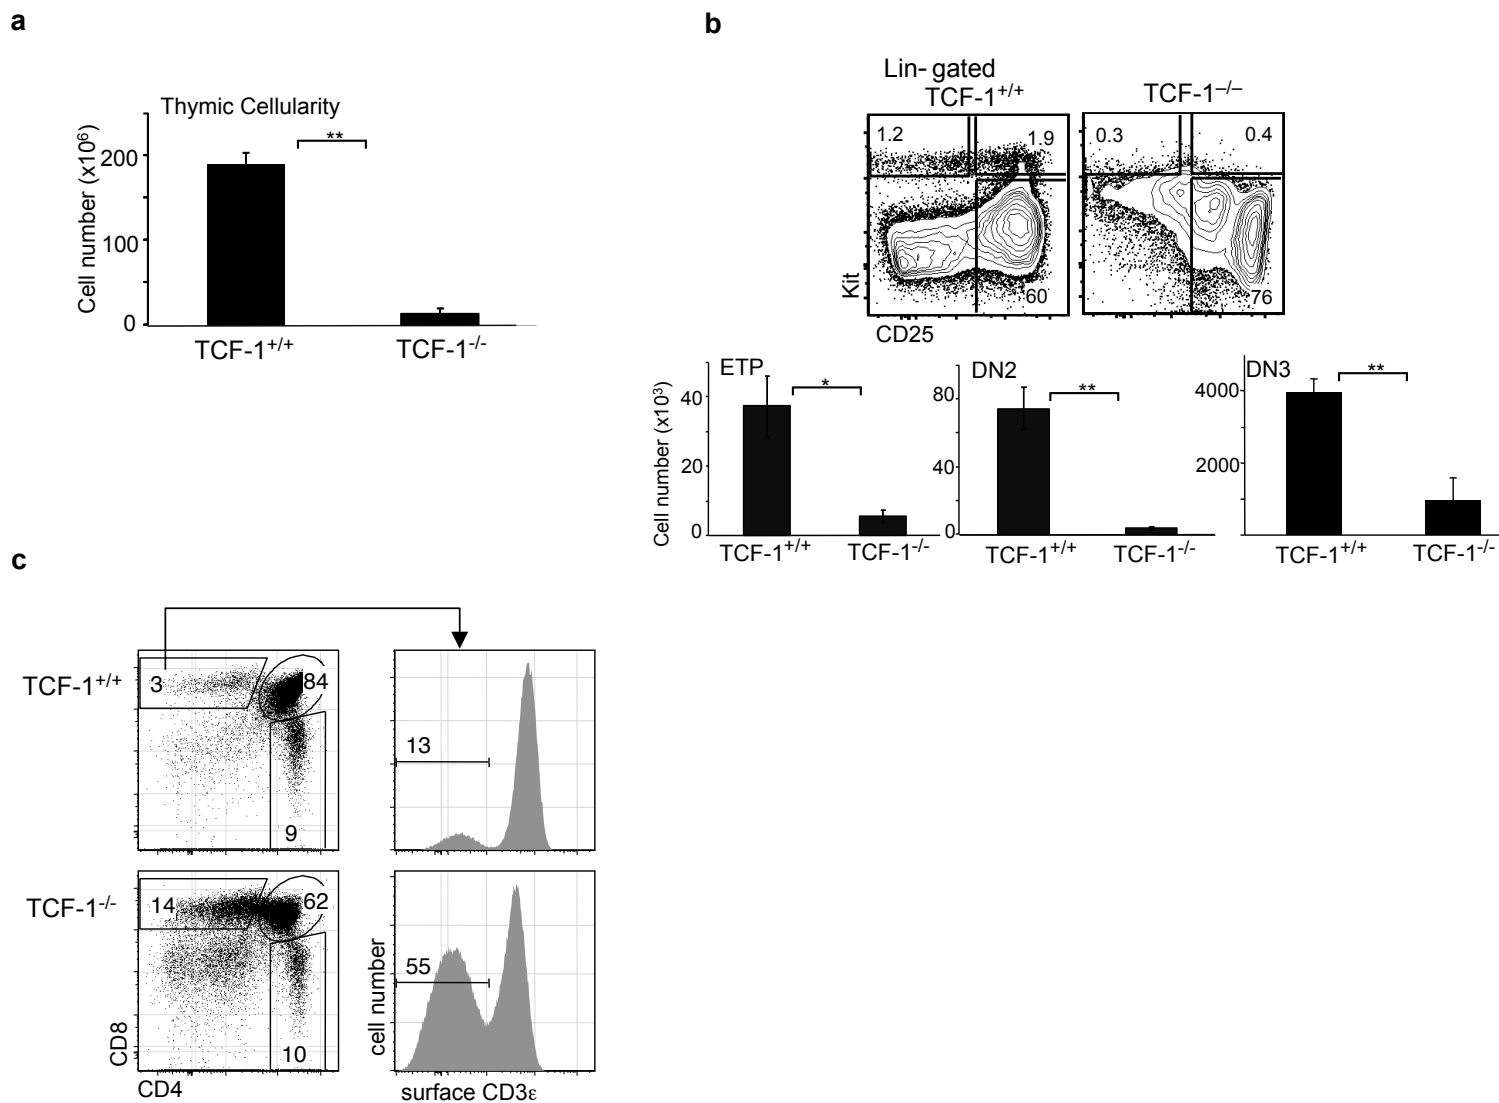 a
Thymic Cellularity
**
Cell number (x10⁶)
200
100
0
TCF-1⁺/⁺
TCF-1⁻/⁻
b
Lin- gated
TCF-1⁺/⁺
TCF-1⁻/⁻
1.2
1.9
60
0.3
0.4
76
Kit
CD25
Cell number (x10³)
ETP
*
40
20
0
TCF-1⁺/⁺
TCF-1⁻/⁻
DN2
**
80
40
0
TCF-1⁺/⁺
TCF-1⁻/⁻
DN3
**
4000
2000
TCF-1⁺/⁺
TCF-1⁻/⁻
c
TCF-1⁺/⁺
3
84
9
13
TCF-1⁻/⁻
14
62
10
55
CD8
CD4
cell number
surface CD3ε